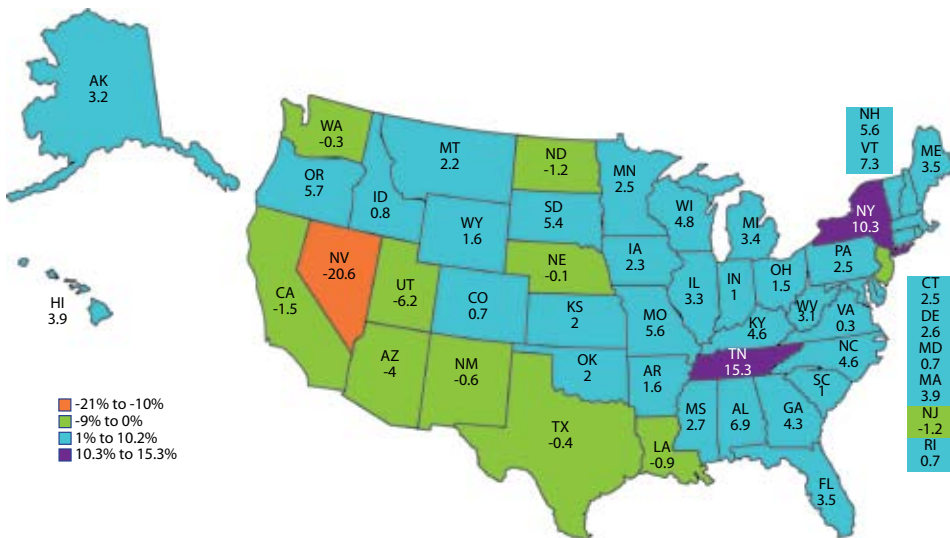 AK
3.2
HI
3.9
WA
-0.3
OR
5.7
CA
-1.5
NV
-20.6
ID
0.8
MT
2.2
WY
1.6
UT
-6.2
AZ
-4
CO
0.7
NM
-0.6
ND
-1.2
SD
5.4
NE
-0.1
KS
2
OK
2
TX
-0.4
MN
2.5
IA
2.3
MO
5.6
AR
1.6
LA
-0.9
WI
4.8
IL
3.3
MI
3.4
IN
1
OH
1.5
KY
4.6
TN
15.3
MS
2.7
AL
6.9
GA
4.3
FL
3.5
SC
1
NC
4.6
VA
0.3
WV
3.1
PA
2.5
NY
10.3
ME
3.5
NH
5.6
VT
7.3
CT
2.5
DE
2.6
MD
0.7
MA
3.9
NJ
-1.2
RI
0.7
-21% to -10%
-9% to 0%
1% to 10.2%
10.3% to 15.3%